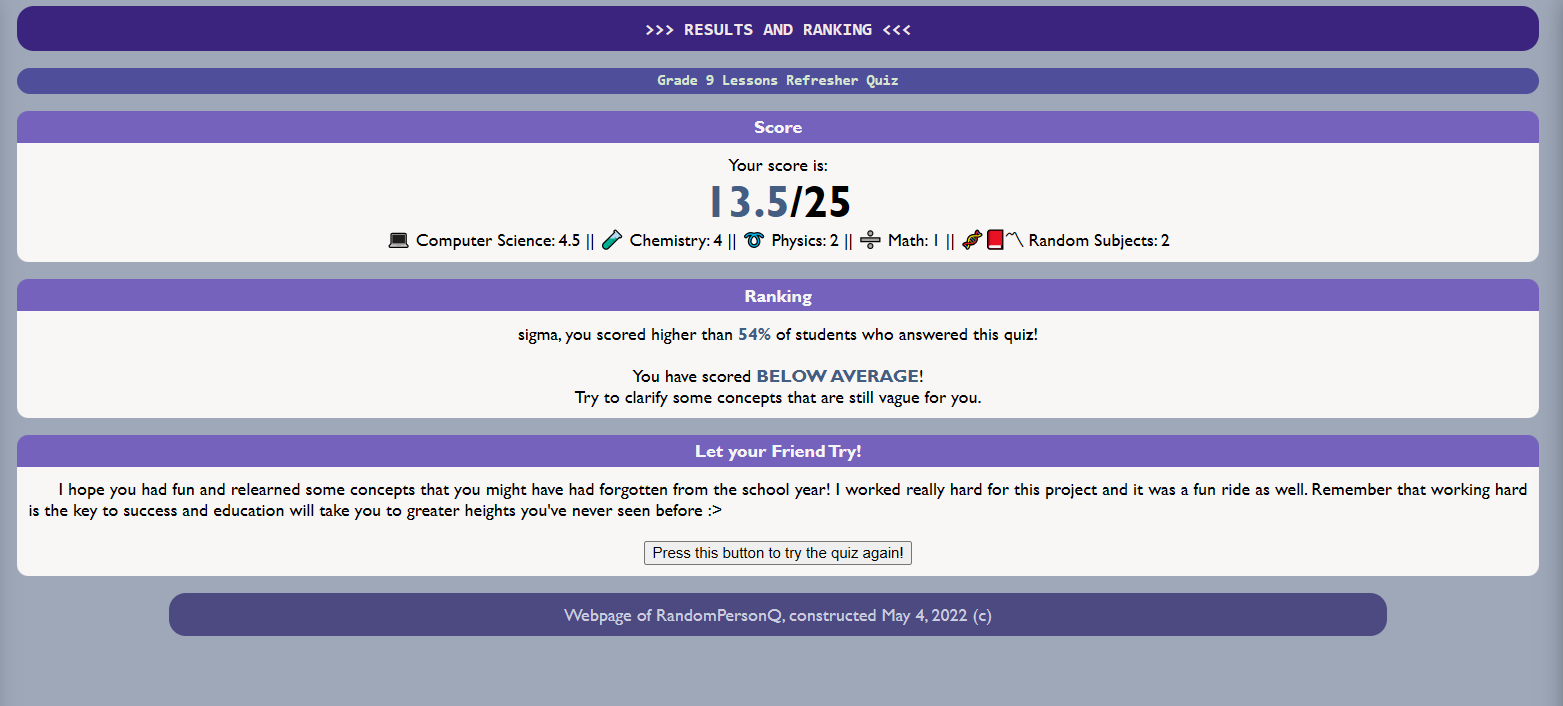 >>> RESULTS AND RANKING <<<
Grade 9 Lessons Refresher Quiz
Score
Your score is:
13.5/25
💻 Computer Science: 4.5 || 🧪 Chemistry: 4 || ➰ Physics: 2 || ➗ Math: 1 || 🧬📕〽 Random Subjects: 2
Ranking
sigma, you scored higher than 54% of students who answered this quiz!
You have scored BELOW AVERAGE!
Try to clarify some concepts that are still vague for you.
Let your Friend Try!
I hope you had fun and relearned some concepts that you might have had forgotten from the school year! I worked really hard for this project and it was a fun ride as well. Remember that working hard
is the key to success and education will take you to greater heights you've never seen before :>
Press this button to try the quiz again!
Webpage of RandomPersonQ, constructed May 4, 2022 (c)